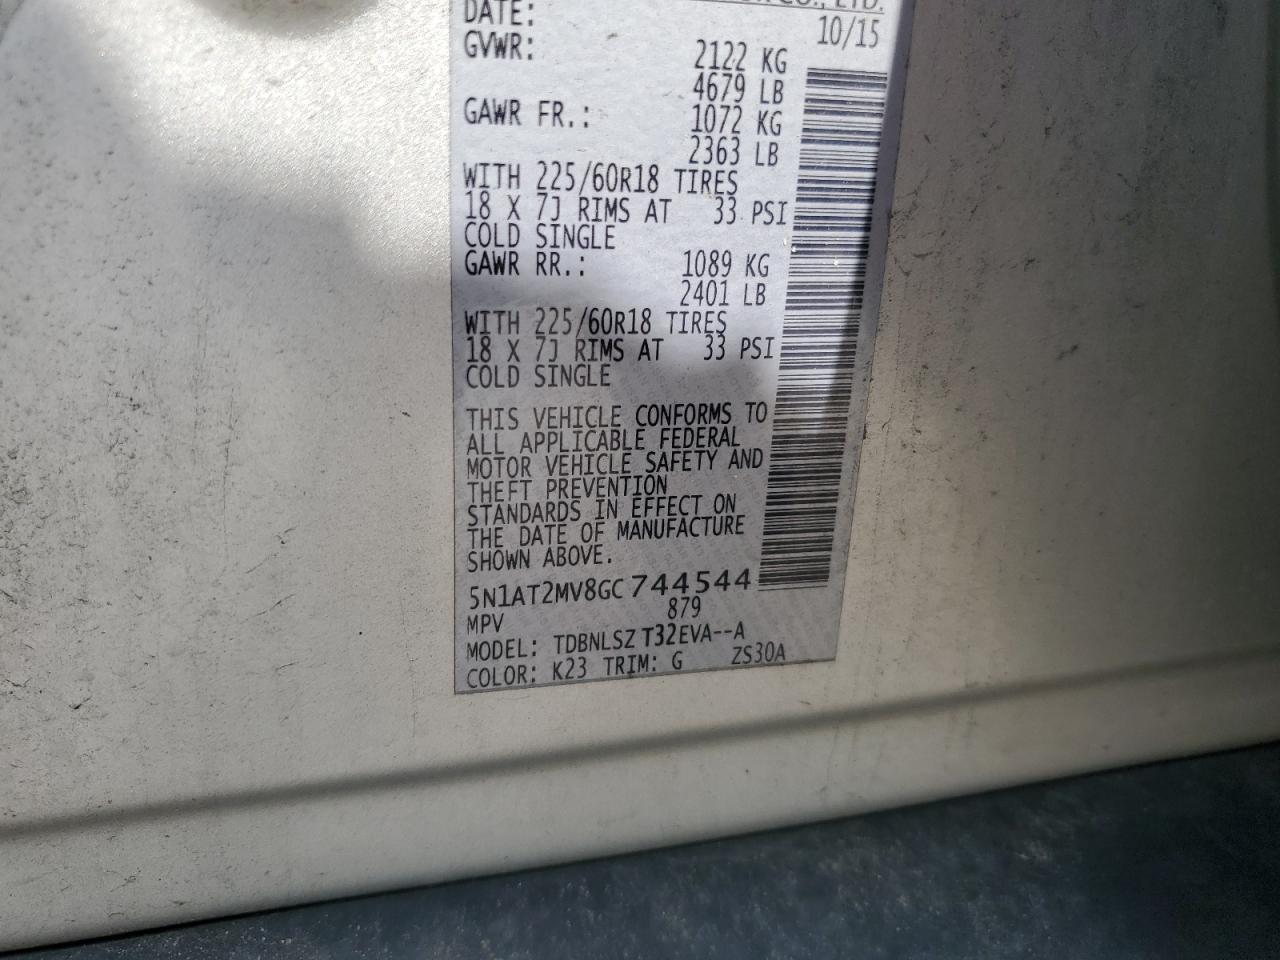 CO., LTD.
DATE: 10/15
GVWR: 2122 KG
4679 LB
GAWR FR.: 1072 KG
2363 LB
WITH 225/60R18 TIRES
18 X 7J RIMS AT 33 PSI
COLD SINGLE
GAWR RR.: 1089 KG
2401 LB
WITH 225/60R18 TIRES
18 X 7J RIMS AT 33 PSI
COLD SINGLE
THIS VEHICLE CONFORMS TO
ALL APPLICABLE FEDERAL
MOTOR VEHICLE SAFETY AND
THEFT PREVENTION
STANDARDS IN EFFECT ON
THE DATE OF MANUFACTURE
SHOWN ABOVE.
5N1AT2MV8GC744544
MPV 879
MODEL: TDBNLSZ T32EVA--A
COLOR: K23 TRIM: G ZS30A